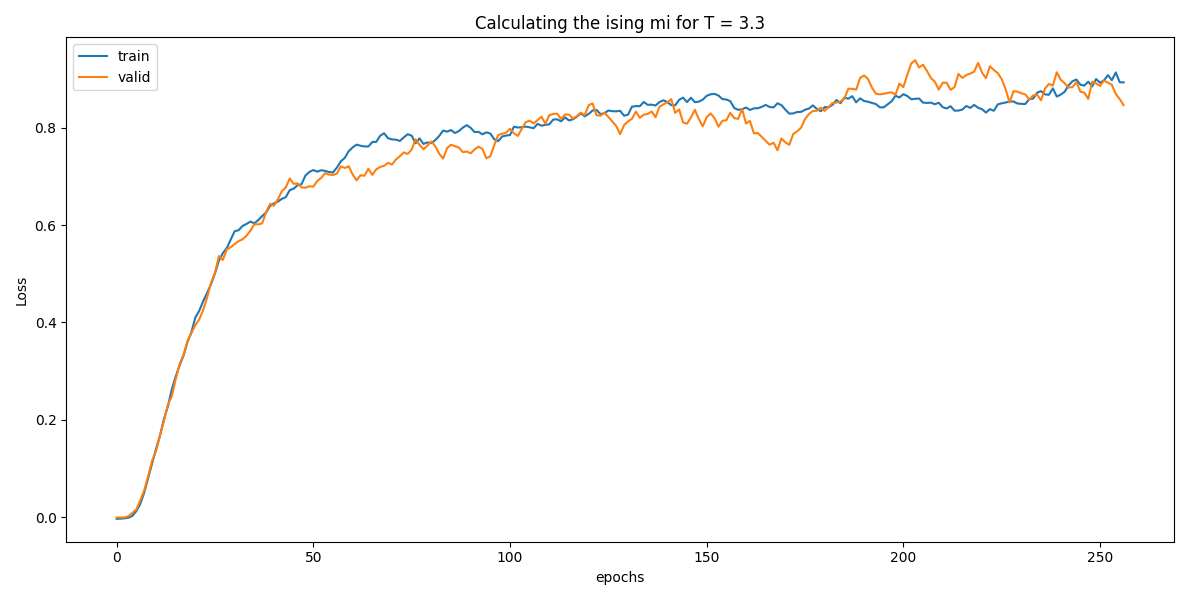 Calculating the ising mi for T = 3.3
train
valid
Loss
0.8
0.6
0.4
0.2
0.0
0 50 100 150 200 250
epochs